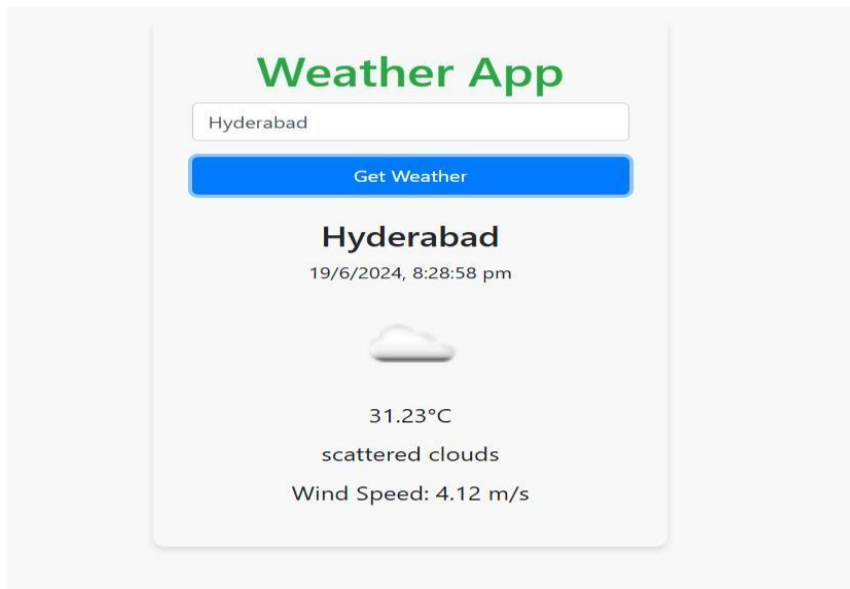 Weather App
Hyderabad
Get Weather
Hyderabad
19/6/2024, 8:28:58 pm
31.23°C
scattered clouds
Wind Speed: 4.12 m/s